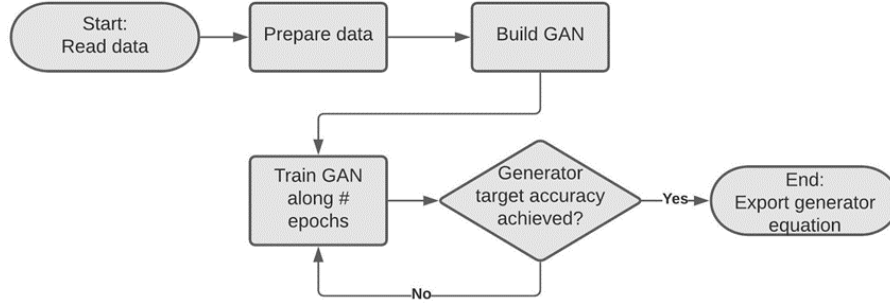 Start:
Read data
Prepare data
Build GAN
Train GAN
along #
epochs
Generator
target accuracy
achieved?
Yes
End:
Export generator
equation
No